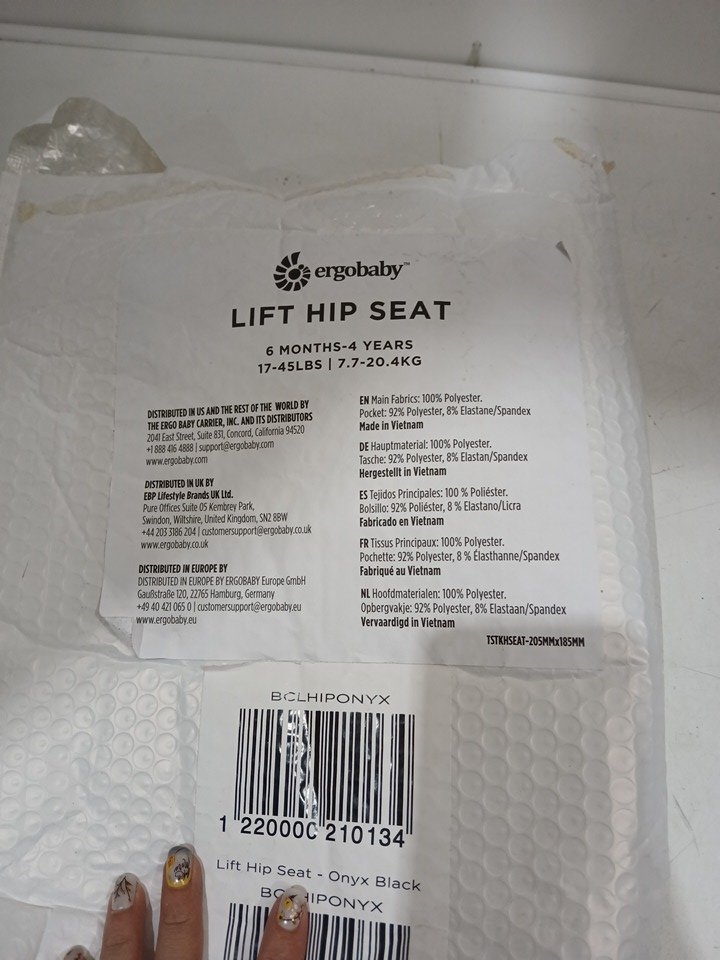 ergobaby™
LIFT HIP SEAT
6 MONTHS-4 YEARS
17-45LBS | 7.7-20.4KG
DISTRIBUTED IN US AND THE REST OF THE WORLD BY
THE ERGO BABY CARRIER, INC. AND ITS DISTRIBUTORS
2041 East Street, Suite 831, Concord, California 94520
+1 888 416 4888 | support@ergobaby.com
www.ergobaby.com
DISTRIBUTED IN UK BY
EBP Lifestyle Brands UK Ltd.
Pure Offices Suite 05 Kembrey Park,
Swindon, Wiltshire, United Kingdom, SN2 8BW
+44 203 3186 204 | customersupport@ergobaby.co.uk
www.ergobaby.co.uk
DISTRIBUTED IN EUROPE BY
DISTRIBUTED IN EUROPE BY ERGOBABY Europe GmbH
Gaußstraße 120, 22765 Hamburg, Germany
+49 40 421 065 0 | customersupport@ergobaby.eu
www.ergobaby.eu
EN Main Fabrics: 100% Polyester.
Pocket: 92% Polyester, 8% Elastane/Spandex
Made in Vietnam
DE Hauptmaterial: 100% Polyester.
Tasche: 92% Polyester, 8% Elastan/Spandex
Hergestellt in Vietnam
ES Tejidos Principales: 100 % Poliéster.
Bolsillo: 92% Poliéster, 8 % Elastano/Licra
Fabricado en Vietnam
FR Tissus Principaux: 100% Polyester.
Pochette: 92% Polyester, 8 % Élasthanne/Spandex
Fabriqué au Vietnam
NL Hoofdmaterialen: 100% Polyester.
Opbergvakje: 92% Polyester, 8% Elastaan/Spandex
Vervaardigd in Vietnam
TSTKHSEAT-205MMx185MM
BCLHIPONYX
1 220000 210134
Lift Hip Seat - Onyx Black
BCLHIPONYX